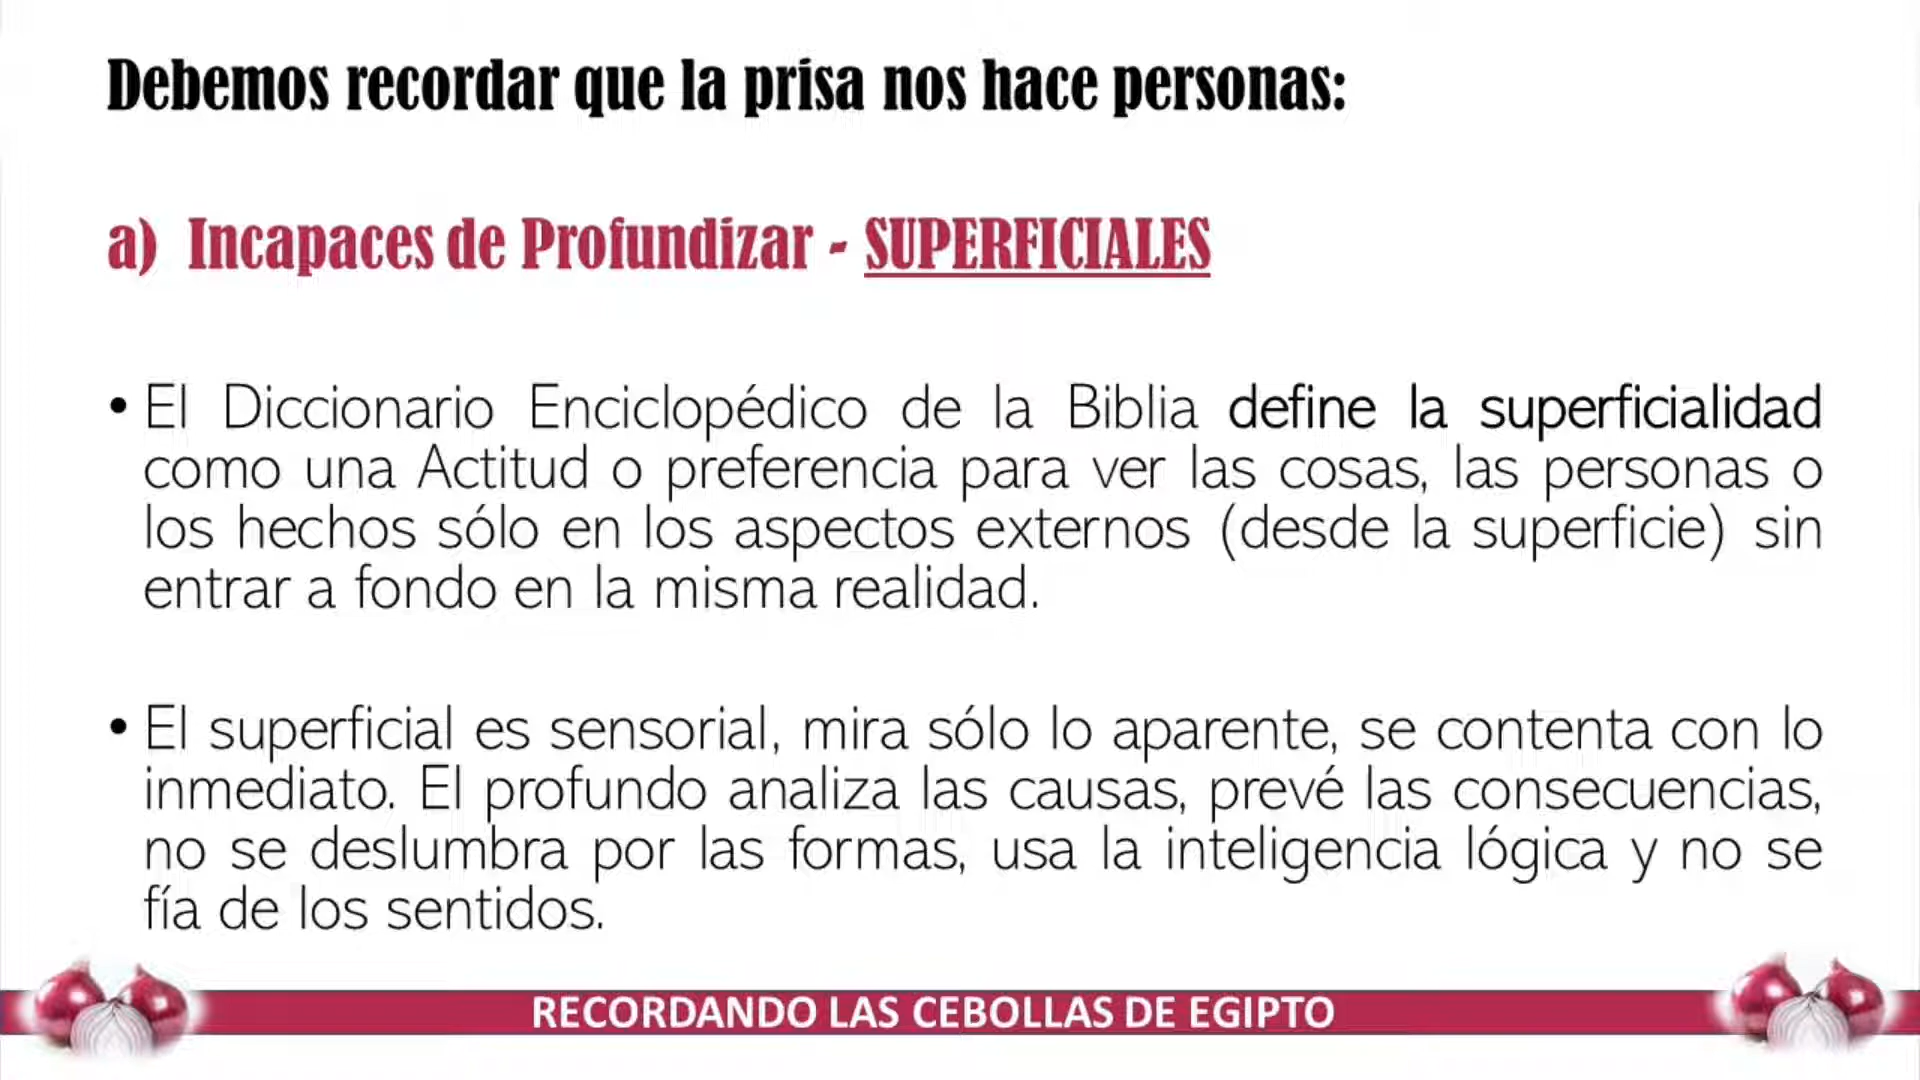 Debemos recordar que la prisa nos hace personas:
a) Incapaces de Profundizar - SUPERFICIALES
• El Diccionario Enciclopédico de la Biblia define la superficialidad
como una Actitud o preferencia para ver las cosas, las personas o
los hechos sólo en los aspectos externos (desde la superficie) sin
entrar a fondo en la misma realidad.
• El superficial es sensorial, mira sólo lo aparente, se contenta con lo
inmediato. El profundo analiza las causas, prevé las consecuencias,
no se deslumbra por las formas, usa la inteligencia lógica y no se
fía de los sentidos.
RECORDANDO LAS CEBOLLAS DE EGIPTO